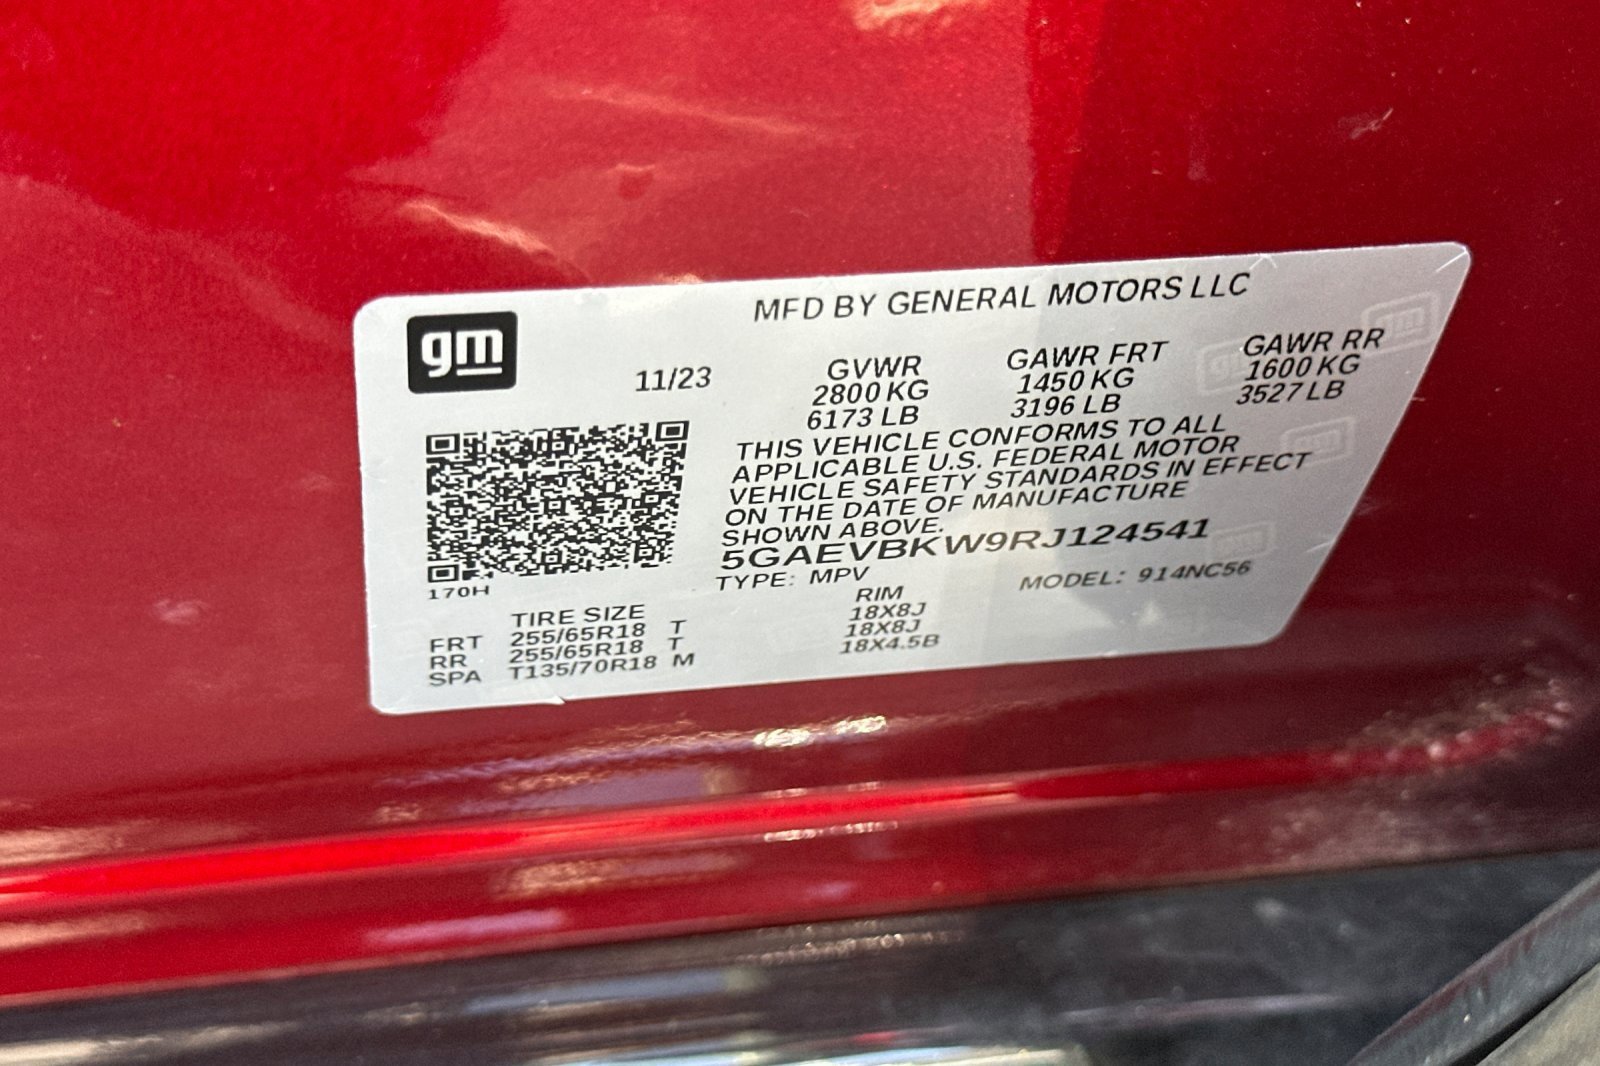 MFD BY GENERAL MOTORS LLC
gm
11/23
GVWR GAWR FRT GAWR RR
2800 KG 1450 KG 1600 KG
6173 LB 3196 LB 3527 LB
THIS VEHICLE CONFORMS TO ALL
APPLICABLE U.S. FEDERAL MOTOR
VEHICLE SAFETY STANDARDS IN EFFECT
ON THE DATE OF MANUFACTURE
SHOWN ABOVE.
5GAEVBKW9RJ124541
TYPE: MPV MODEL: 914NC56
170H
TIRE SIZE RIM
FRT 255/65R18 T 18X8J
RR 255/65R18 T 18X8J
SPA T135/70R18 M 18X4.5B